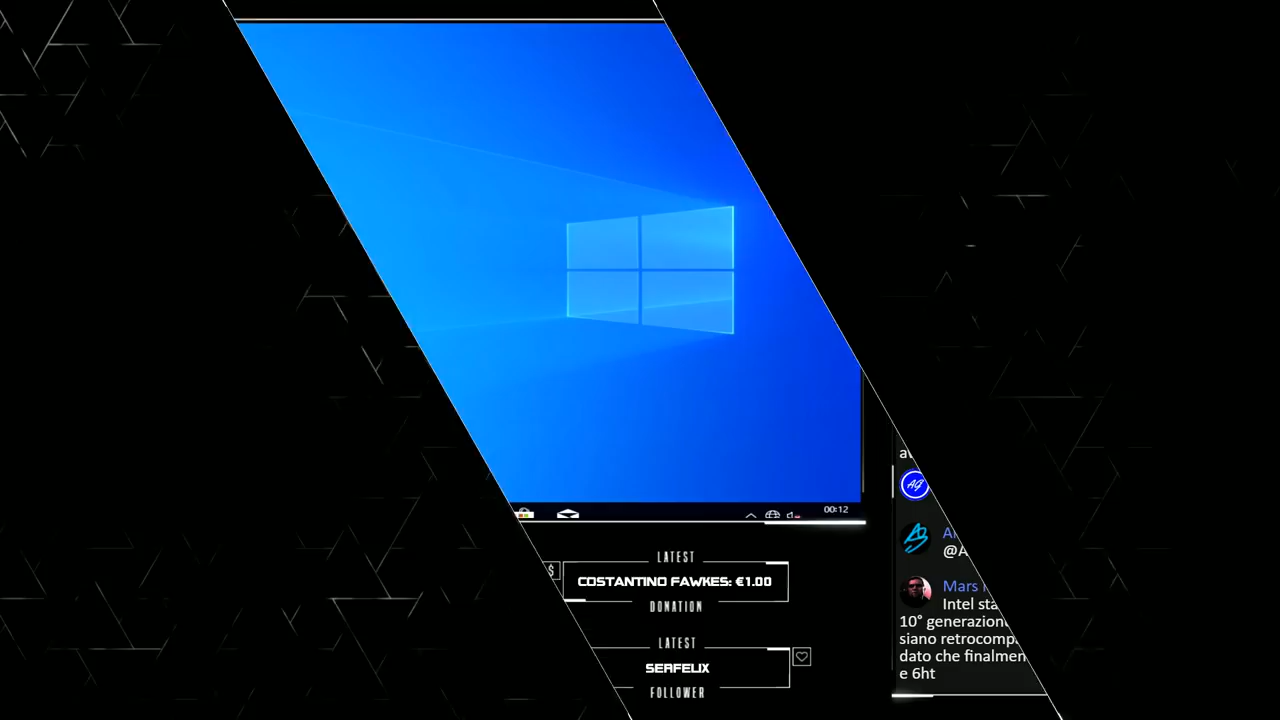 00:12
LATEST
$
COSTANTINO FAWKES: €1.00
DONATION
LATEST
SERFELIX
FOLLOWER
AG
@A
Mars
Intel sta
10° generazion
siano retrocomp
dato che finalmen
e 6ht